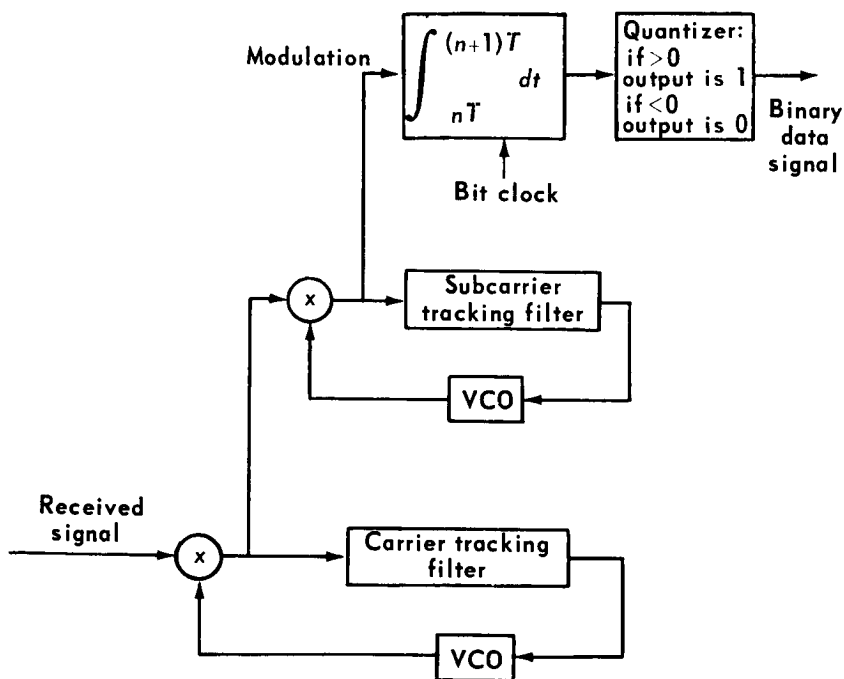 Modulation
∫
(n+1)T
dt
nT
Quantizer:
if>0
output is 1
if<0
output is 0
Binary
data
signal
Bit clock
x
Subcarrier
tracking filter
VCO
Received
signal
x
Carrier tracking
filter
VCO